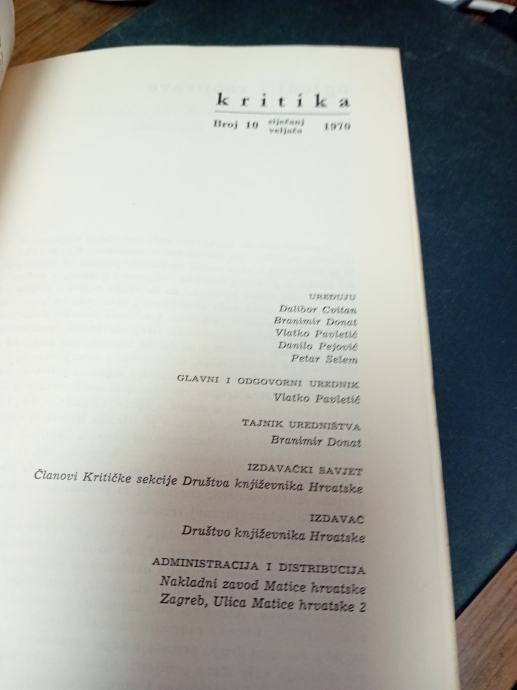 kritika
Broj 10 siječanj veljača 1970
UREĐUJU
Dalibor Cvitan
Branimir Donat
Vlatko Pavletić
Danilo Pejović
Petar Selem
GLAVNI I ODGOVORNI UREDNIK
Vlatko Pavletić
TAJNIK UREDNIŠTVA
Branimir Donat
IZDAVAČKI SAVJET
Članovi Kritičke sekcije Društva književnika Hrvatske
IZDAVAČ
Društvo književnika Hrvatske
ADMINISTRACIJA I DISTRIBUCIJA
Nakladni zavod Matice hrvatske
Zagreb, Ulica Matice hrvatske 2